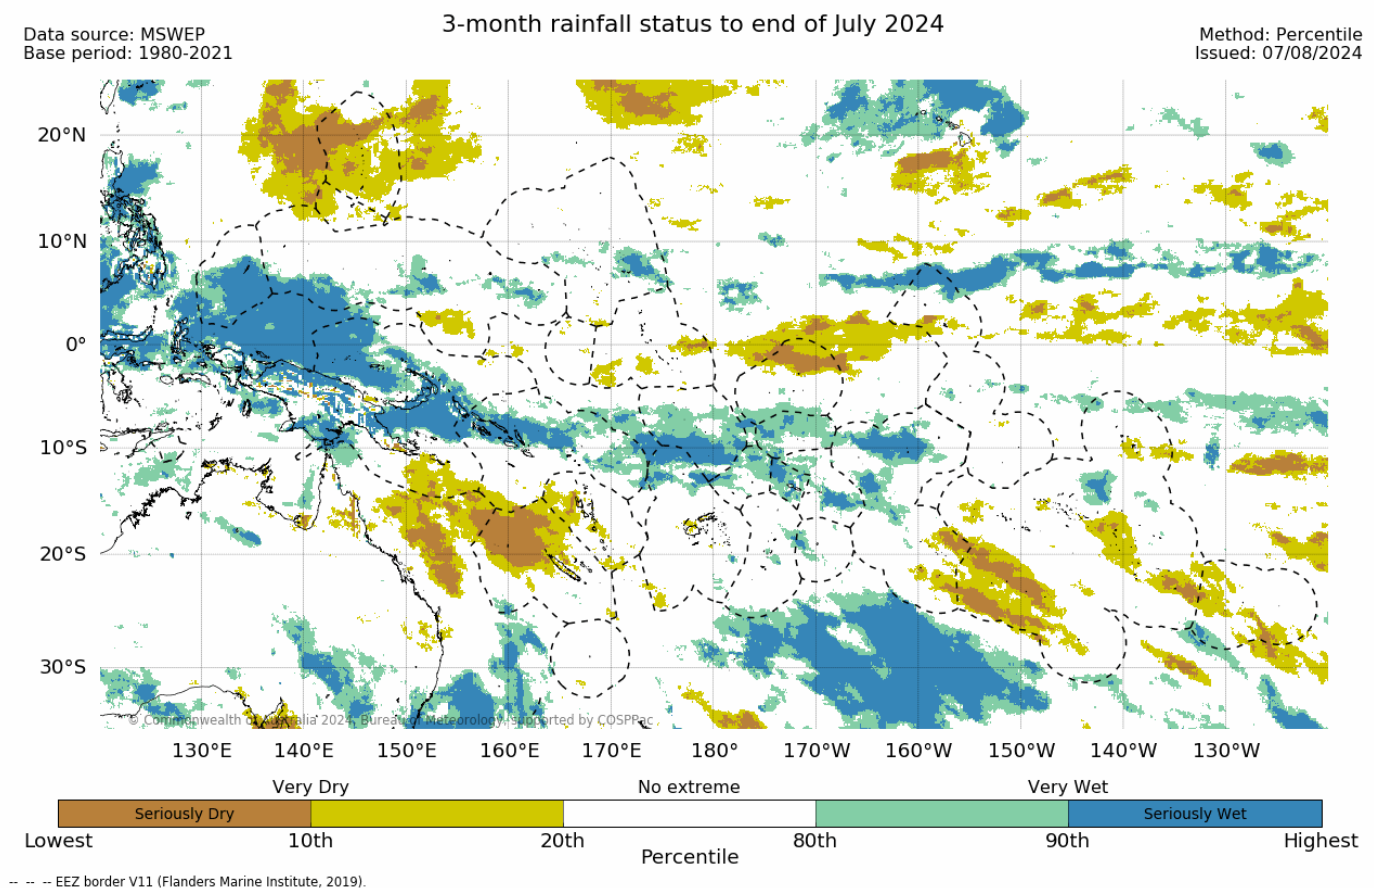 3-month rainfall status to end of July 2024
Data source: MSWEP
Base period: 1980-2021
Method: Percentile
Issued: 07/08/2024
20°N
10°N
0°
10°S
20°S
30°S
© Commonwealth of Australia 2024, Bureau of Meteorology, supported by COSPPac
130°E 140°E 150°E 160°E 170°E 180° 170°W 160°W 150°W 140°W 130°W
Very Dry No extreme Very Wet
Seriously Dry Seriously Wet
Lowest 10th 20th 80th 90th Highest
Percentile
-- -- -- EEZ border V11 (Flanders Marine Institute, 2019).